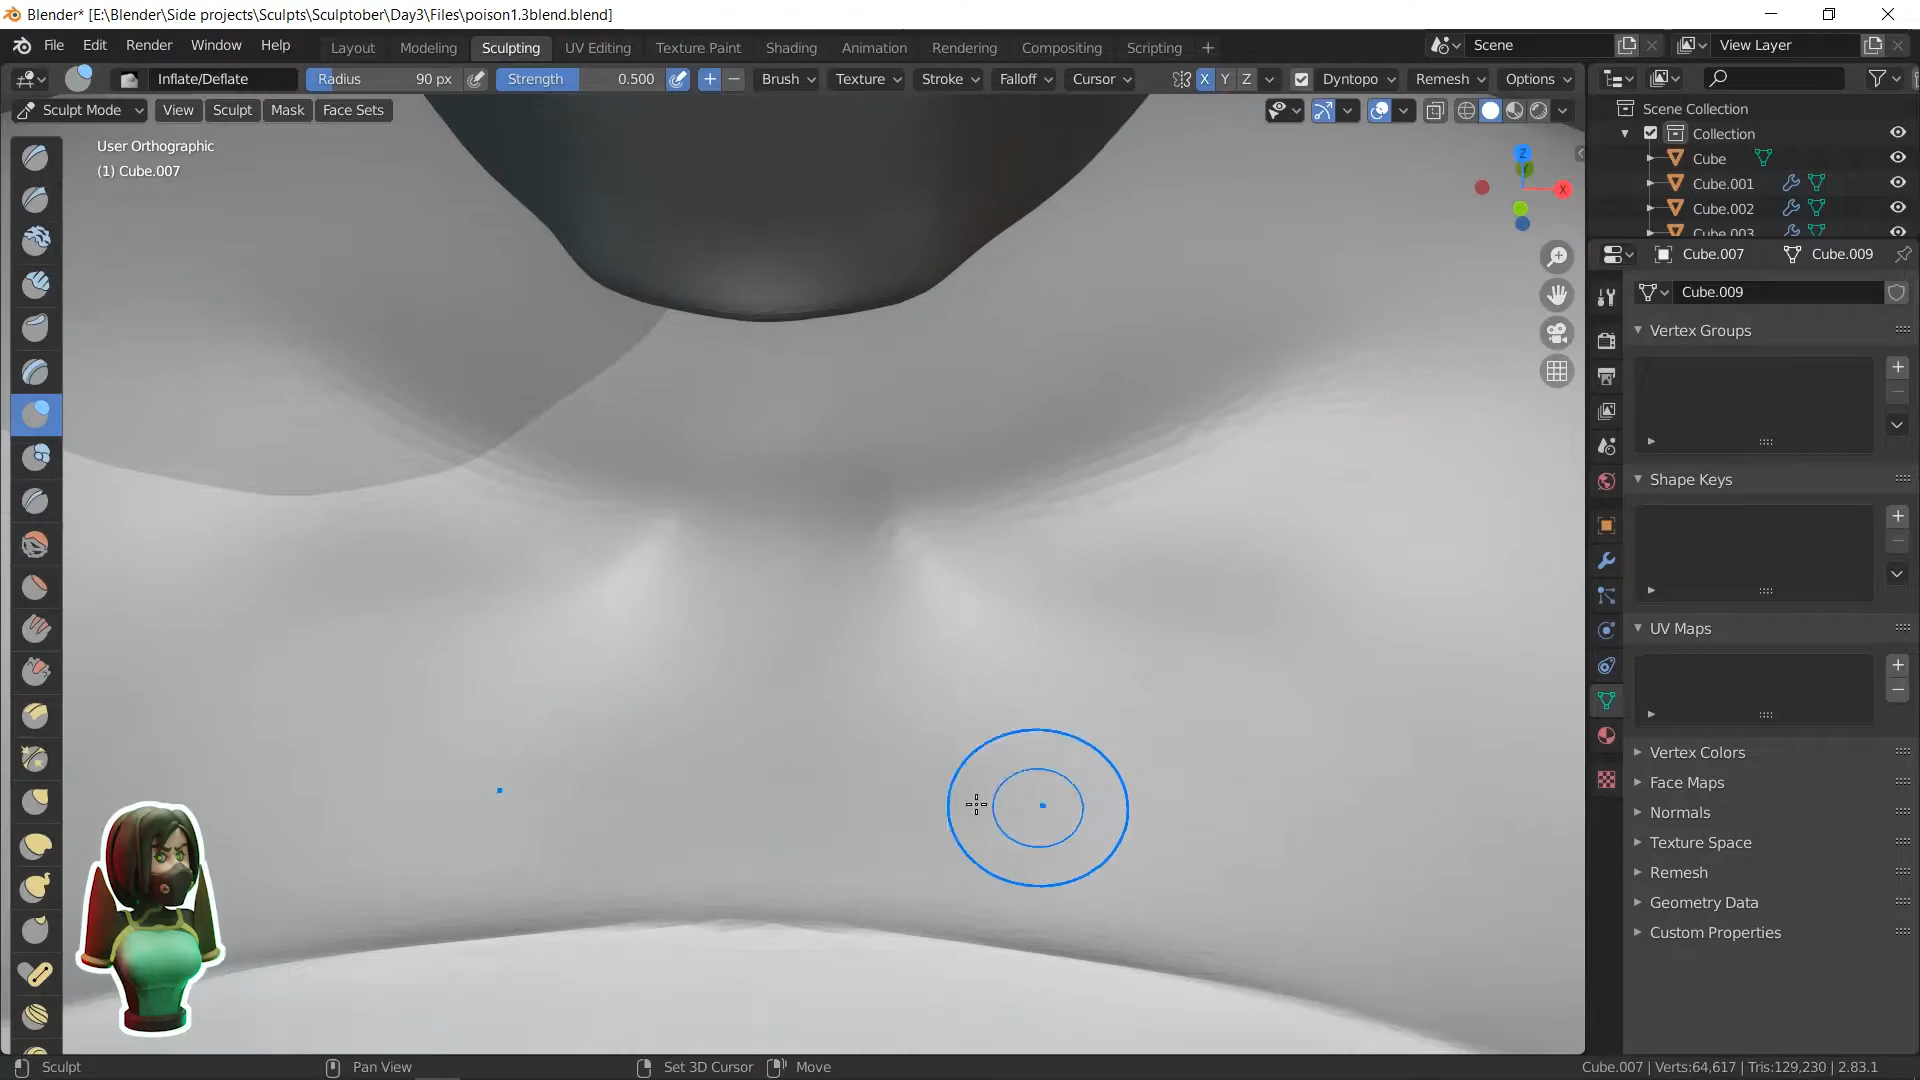 Blender* [E:\Blender\Side projects\Sculpts\Sculptober\Day3\Files\poison1.3blend.blend]
File Edit Render Window Help Layout Modeling Sculpting UV Editing Texture Paint Shading Animation Rendering Compositing Scripting + Scene View Layer
Inflate/Deflate Radius 90 px Strength 0.500 + − Brush Texture Stroke Falloff Cursor X Y Z Dyntopo Remesh Options
Sculpt Mode View Sculpt Mask Face Sets
User Orthographic
(1) Cube.007
Z
X
Scene Collection
Collection
Cube
Cube.001
Cube.002
Cube.003
Cube.007 Cube.009
Cube.009
Vertex Groups
Shape Keys
UV Maps
Vertex Colors
Face Maps
Normals
Texture Space
Remesh
Geometry Data
Custom Properties
Sculpt Pan View Set 3D Cursor Move Cube.007 | Verts:64,617 | Tris:129,230 | 2.83.1